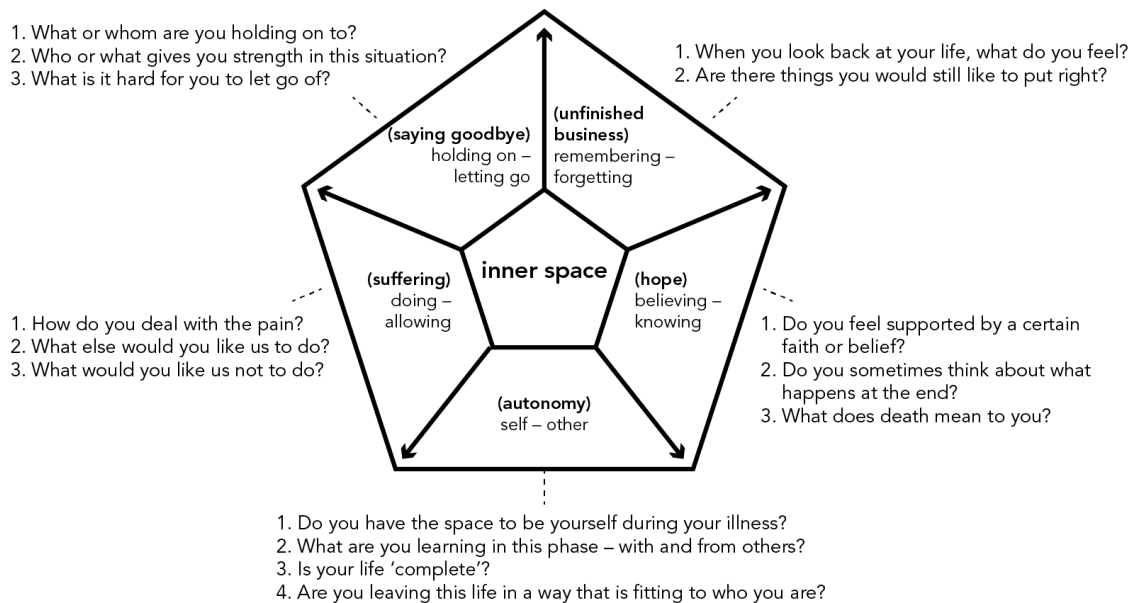 1. What or whom are you holding on to?
2. Who or what gives you strength in this situation?
3. What is it hard for you to let go of?
1. When you look back at your life, what do you feel?
2. Are there things you would still like to put right?
(saying goodbye)
holding on –
letting go
(unfinished
business)
remembering –
forgetting
inner space
(suffering)
doing –
allowing
(hope)
believing –
knowing
1. How do you deal with the pain?
2. What else would you like us to do?
3. What would you like us not to do?
1. Do you feel supported by a certain
faith or belief?
2. Do you sometimes think about what
happens at the end?
3. What does death mean to you?
(autonomy)
self – other
1. Do you have the space to be yourself during your illness?
2. What are you learning in this phase – with and from others?
3. Is your life ‘complete’?
4. Are you leaving this life in a way that is fitting to who you are?